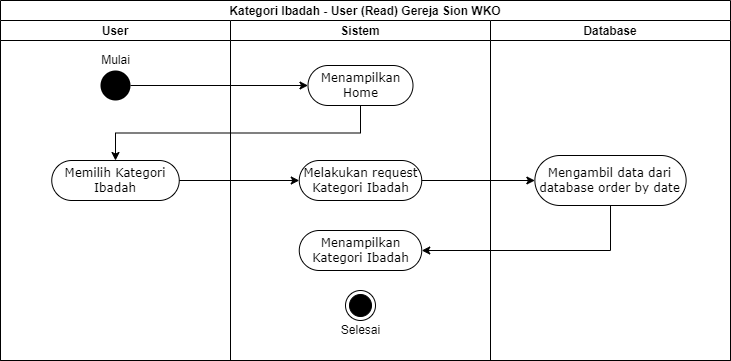 Kategori Ibadah - User (Read) Gereja Sion WKO
User
Sistem
Database
Mulai
Menampilkan
Home
Memilih Kategori
Ibadah
Melakukan request
Kategori Ibadah
Mengambil data dari
database order by date
Menampilkan
Kategori Ibadah
Selesai